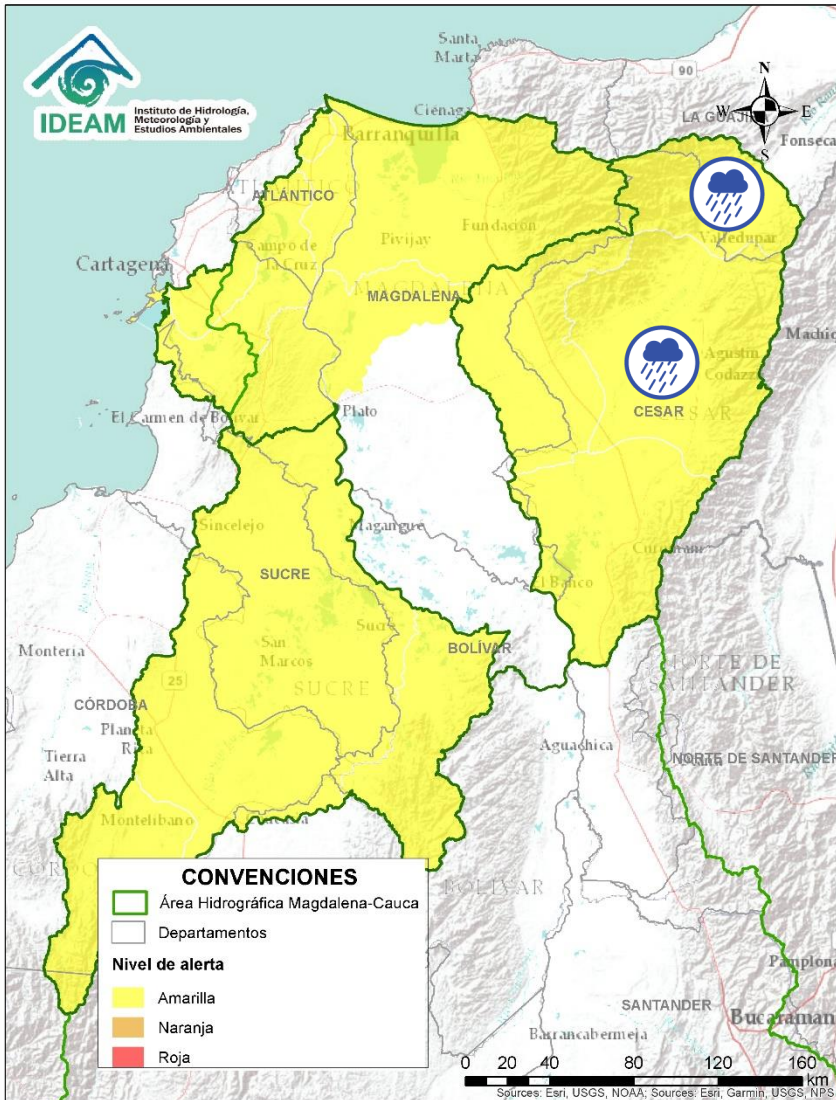 IDEAM
Instituto de Hidrología,
Meteorología y
Estudios Ambientales
Santa
Marta
90
N
W
E
S
Ciénaga
LA GUAJI
Fonseca
Barranquilla
ATLÁNTICO
Valledupar
Campo de
la Cruz
Pivijay
Fundación
Cartagena
MAGDALENA
Machi
Agustín
Codazzi
CESAR
El Carmen de Bolívar
Plato
Sincelejo
Magangué
SUCRE
El Banco
Sucre
San
Marcos
BOLÍVAR
SUCRE
Montería
25
CÓRDOBA
NORTE DE
SANTANDER
Planeta
Rica
Tierra
Alta
Aguachica
NORTE DE SANTANDER
Montelíbano
BOLÍVAR
CONVENCIONES
Área Hidrográfica Magdalena-Cauca
Departamentos
Nivel de alerta
Amarilla
Naranja
Roja
Pamplona
SANTANDER
Bucaraman
Barrancabermeja
0 20 40 80 120 160
km
Sources: Esri, USGS, NOAA; Sources: Esri, Garmin, USGS, NPS